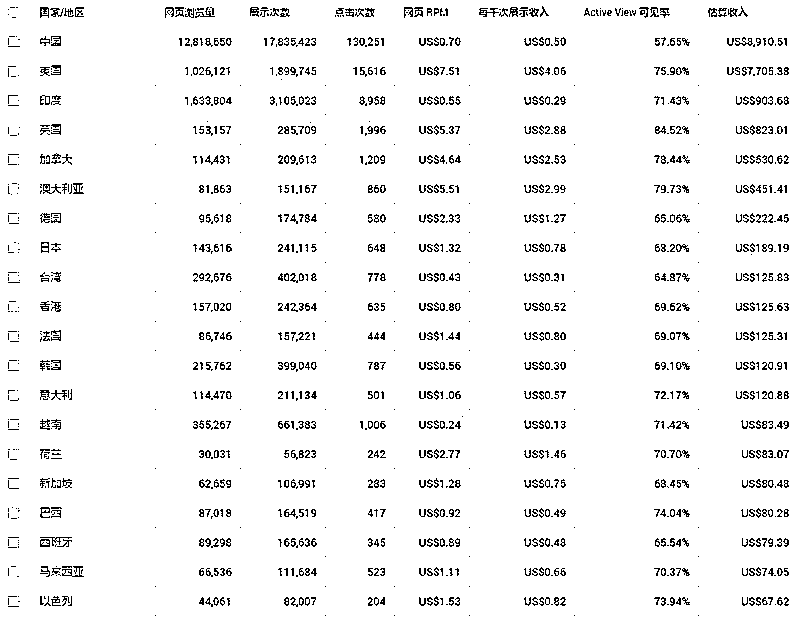 国家/地区 网页浏览量 展示次数 点击次数 网页 RPM 每千次展示收入 Active View 可见率 估算收入
中国 12,818,650 17,835,423 130,251 US$0.70 US$0.50 57.65% US$8,910.51
美国 1,026,121 1,899,745 15,616 US$7.51 US$4.06 75.90% US$7,705.38
印度 1,633,804 3,105,023 8,958 US$0.55 US$0.29 71.43% US$903.68
英国 153,157 285,709 1,996 US$5.37 US$2.88 84.52% US$823.01
加拿大 114,431 209,613 1,209 US$4.64 US$2.53 78.44% US$530.62
澳大利亚 81,863 151,167 860 US$5.51 US$2.99 79.73% US$451.41
德国 95,618 174,784 580 US$2.33 US$1.27 65.06% US$222.45
日本 143,616 241,115 648 US$1.32 US$0.78 68.20% US$189.19
台湾 292,676 402,018 778 US$0.43 US$0.31 64.87% US$125.83
香港 157,020 242,364 635 US$0.80 US$0.52 69.62% US$125.63
法国 86,746 157,221 444 US$1.44 US$0.80 69.07% US$125.31
韩国 215,762 399,040 787 US$0.56 US$0.30 69.10% US$120.91
意大利 114,470 211,134 501 US$1.06 US$0.57 72.17% US$120.88
越南 355,267 661,383 1,006 US$0.24 US$0.13 71.42% US$83.49
荷兰 30,031 56,823 242 US$2.77 US$1.46 70.70% US$83.07
新加坡 62,659 106,991 283 US$1.28 US$0.75 68.45% US$80.48
巴西 87,018 164,519 417 US$0.92 US$0.49 74.04% US$80.28
西班牙 89,298 165,636 345 US$0.89 US$0.48 65.54% US$79.39
马来西亚 66,536 111,684 523 US$1.11 US$0.66 70.37% US$74.05
以色列 44,061 82,007 204 US$1.53 US$0.82 73.94% US$67.62